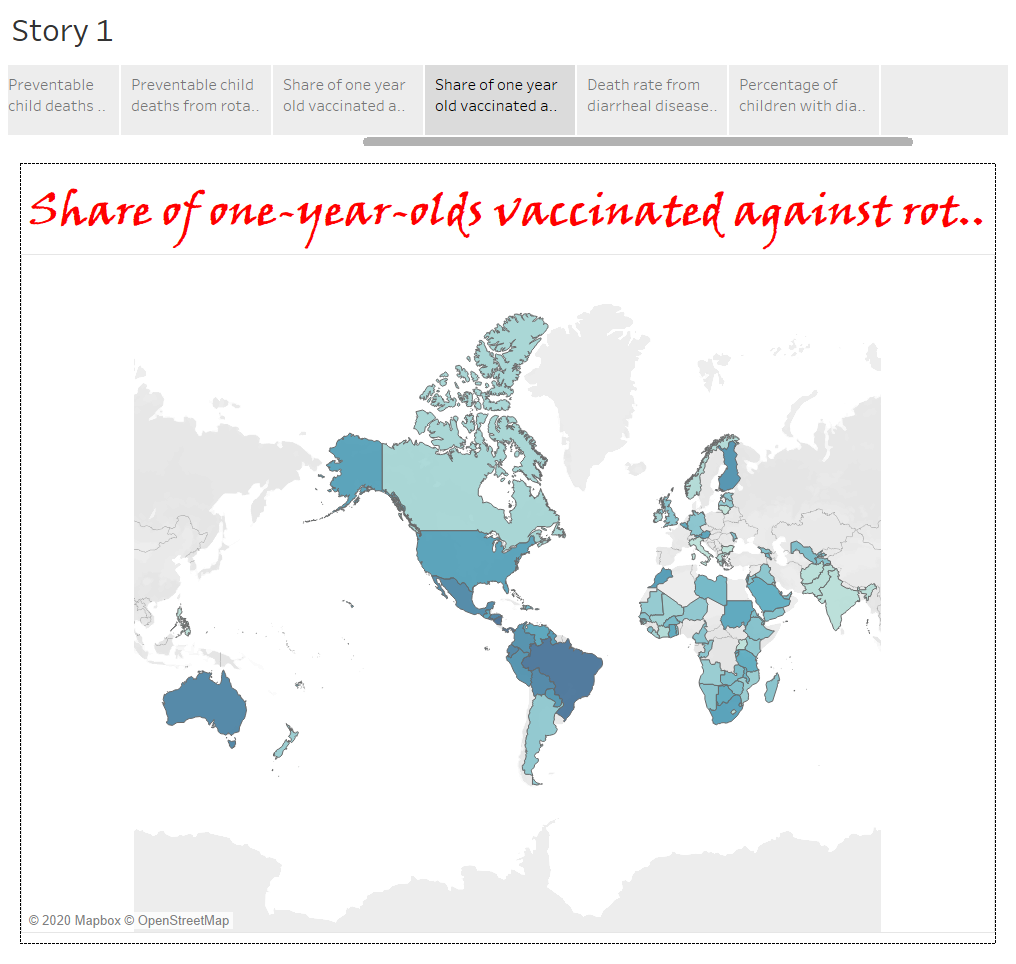 Story 1
Preventable
child deaths ..
Preventable child
deaths from rota..
Share of one year
old vaccinated a..
Share of one year
old vaccinated a..
Death rate from
diarrheal disease..
Percentage of
children with dia..
Share of one-year-olds vaccinated against rot..
© 2020 Mapbox © OpenStreetMap